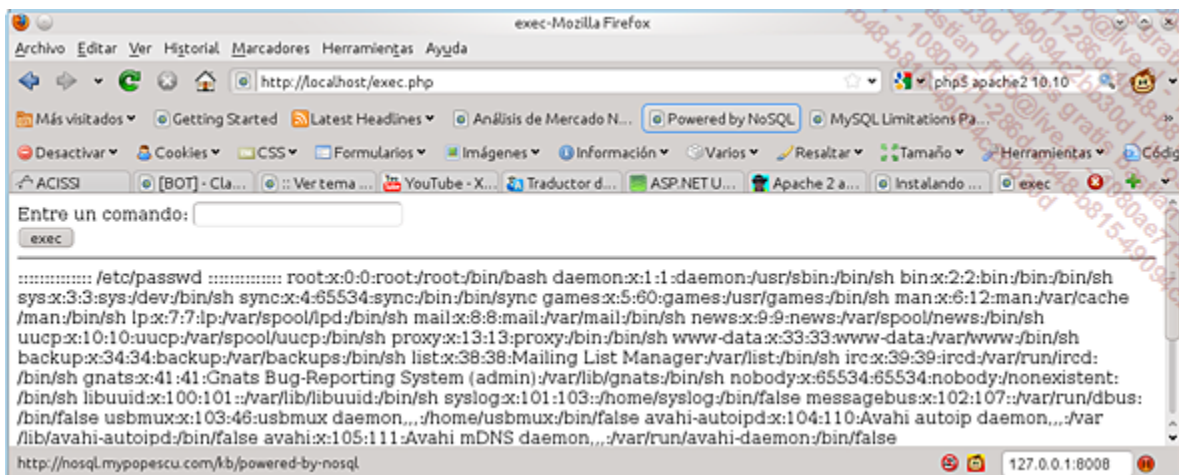 exec-Mozilla Firefox
Archivo Editar Ver Historial Marcadores Herramientas Ayuda
http://localhost/exec.php
php5 apache2 10.10
Más visitados Getting Started Latest Headlines Análisis de Mercado N... Powered by NoSQL MySQL Limitations Pa...
Desactivar Cookies CSS Formularios Imágenes Información Varios Resaltar Tamaño Herramientas Códig
ACISSI [BOT] - Cla... :: Ver tema ... YouTube - X... Traductor d... ASP.NET U... Apache 2 a... Instalando ... exec
Entre un comando:
exec
:::::::::::::: /etc/passwd :::::::::::::: root:x:0:0:root:/root:/bin/bash daemon:x:1:1:daemon:/usr/sbin:/bin/sh bin:x:2:2:bin:/bin:/bin/sh
sys:x:3:3:sys:/dev:/bin/sh sync:x:4:65534:sync:/bin:/bin/sync games:x:5:60:games:/usr/games:/bin/sh man:x:6:12:man:/var/cache
/man:/bin/sh lp:x:7:7:lp:/var/spool/lpd:/bin/sh mail:x:8:8:mail:/var/mail:/bin/sh news:x:9:9:news:/var/spool/news:/bin/sh
uucp:x:10:10:uucp:/var/spool/uucp:/bin/sh proxy:x:13:13:proxy:/bin:/bin/sh www-data:x:33:33:www-data:/var/www:/bin/sh
backup:x:34:34:backup:/var/backups:/bin/sh list:x:38:38:Mailing List Manager:/var/list:/bin/sh irc:x:39:39:ircd:/var/run/ircd:
/bin/sh gnats:x:41:41:Gnats Bug-Reporting System (admin):/var/lib/gnats:/bin/sh nobody:x:65534:65534:nobody:/nonexistent:
/bin/sh libuuid:x:100:101::/var/lib/libuuid:/bin/sh syslog:x:101:103::/home/syslog:/bin/false messagebus:x:102:107::/var/run/dbus:
/bin/false usbmux:x:103:46:usbmux daemon,,,:/home/usbmux:/bin/false avahi-autoipd:x:104:110:Avahi autoip daemon,,,:/var
/lib/avahi-autoipd:/bin/false avahi:x:105:111:Avahi mDNS daemon,,,:/var/run/avahi-daemon:/bin/false
http://nosql.mypopescu.com/kb/powered-by-nosql
127.0.0.1:8008